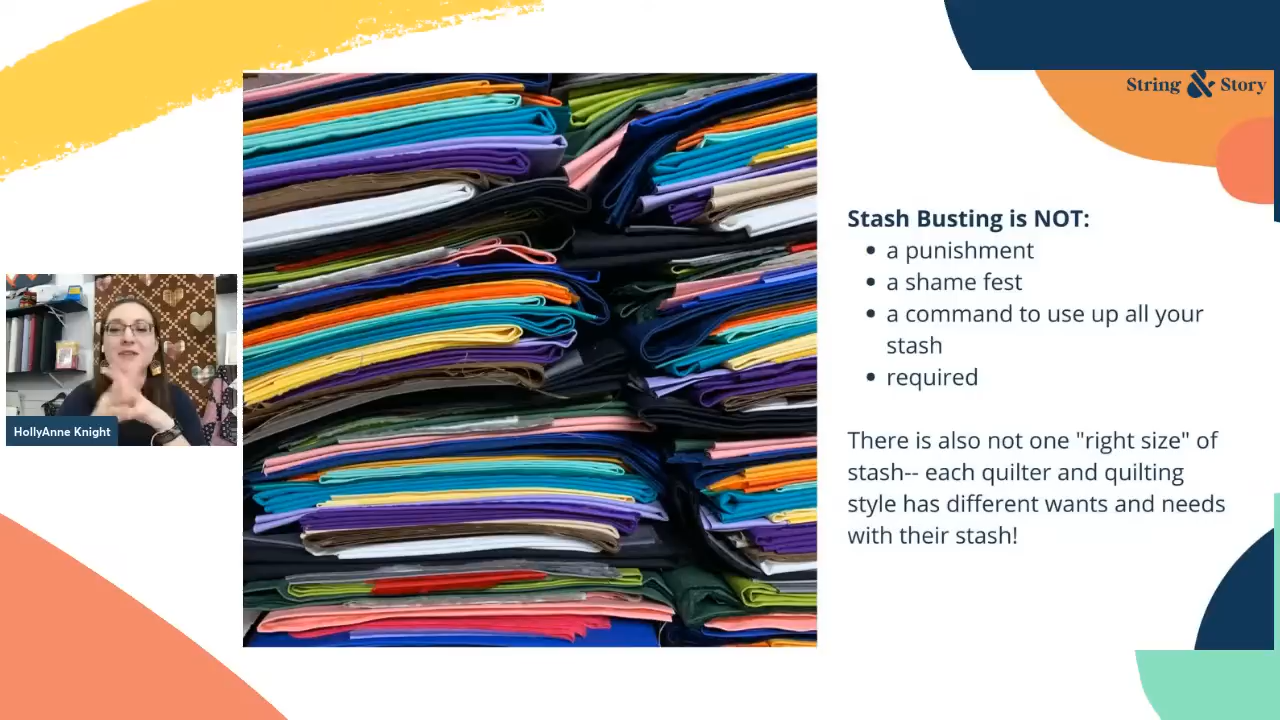 String & Story
Stash Busting is NOT:
• a punishment
• a shame fest
• a command to use up all your
stash
• required
There is also not one "right size" of
stash-- each quilter and quilting
style has different wants and needs
with their stash!
HollyAnne Knight